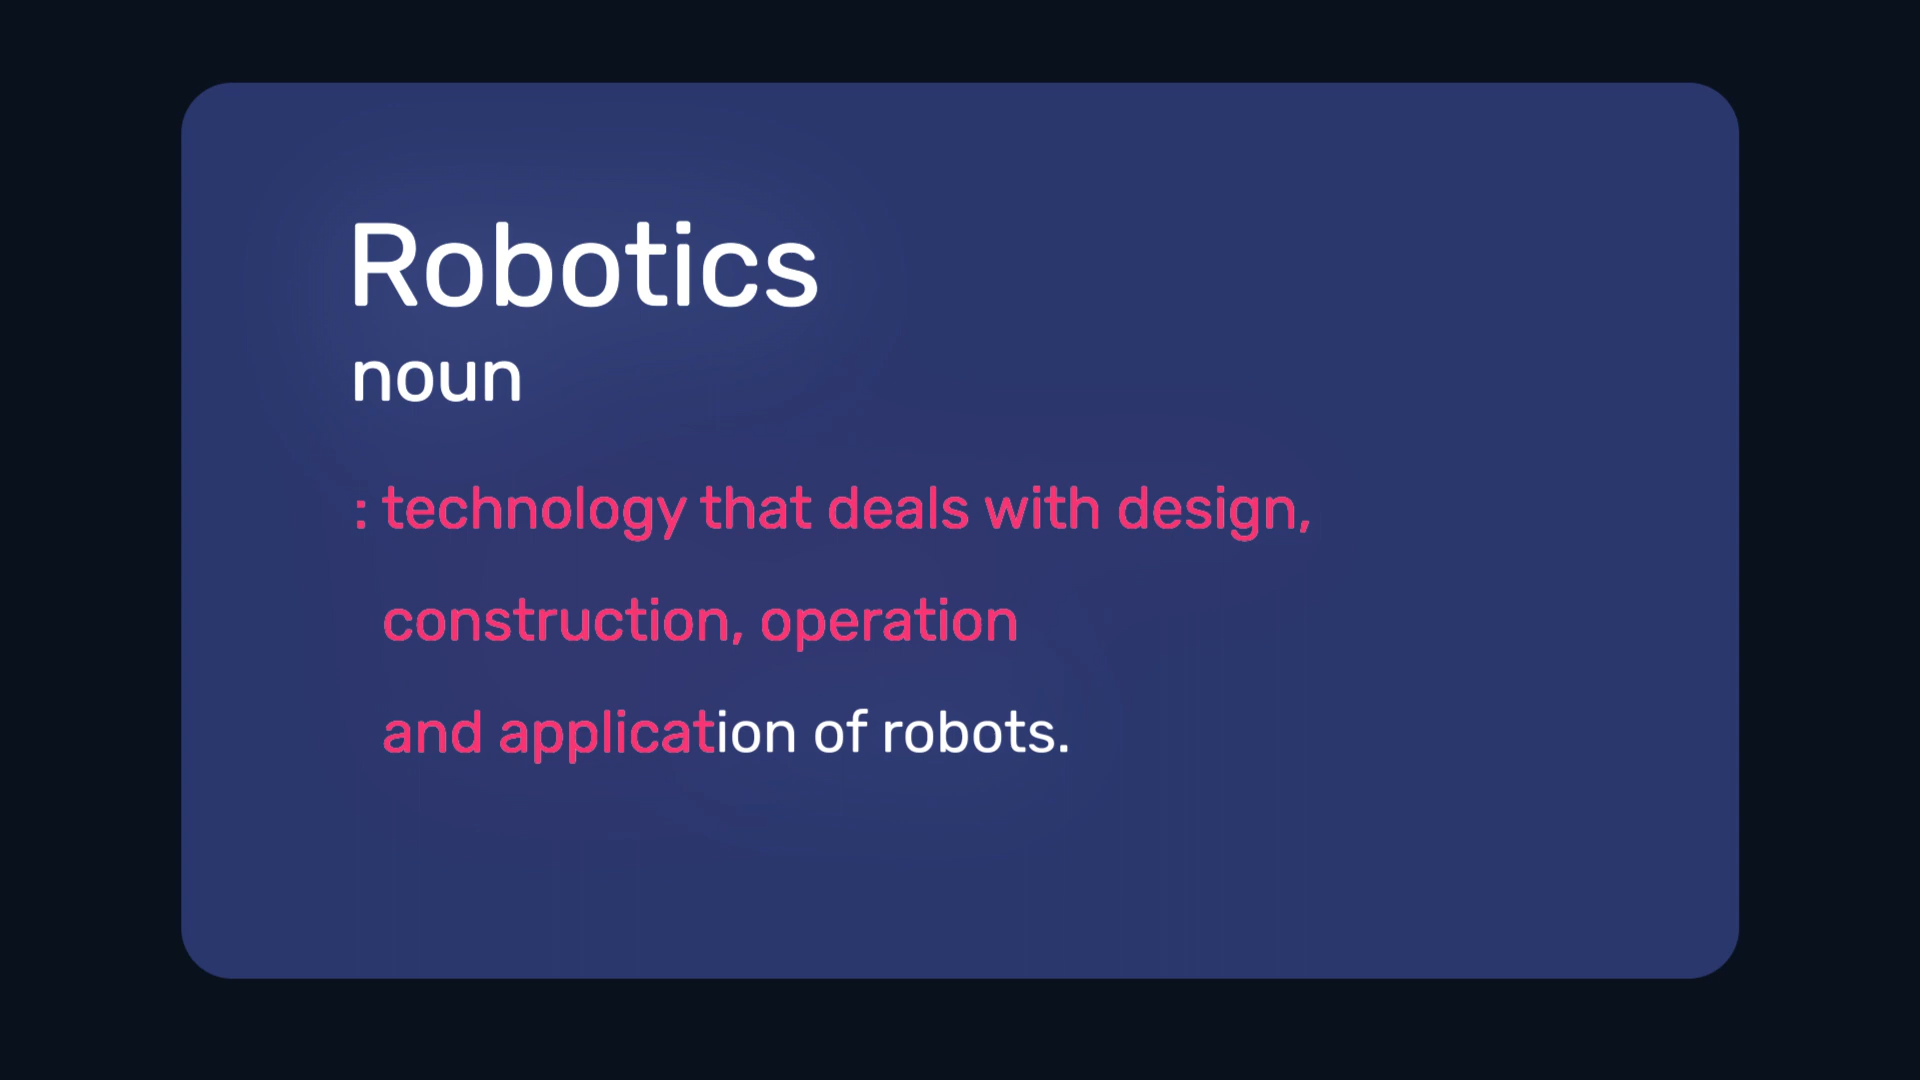 Robotics
noun
: technology that deals with design,
construction, operation
and application of robots.